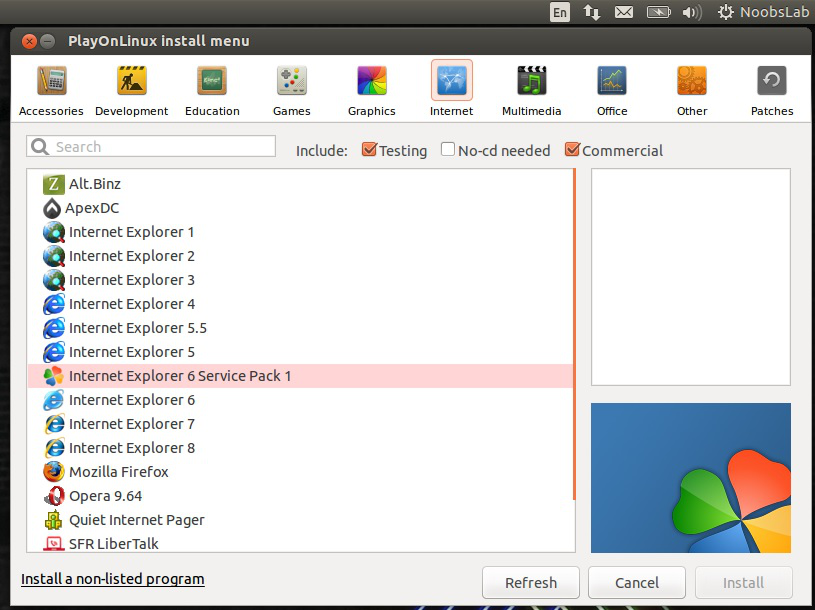 En NoobsLab
PlayOnLinux install menu
Accessories Development Education Games Graphics Internet Multimedia Office Other Patches
Search Include: Testing No-cd needed Commercial
Alt.Binz
ApexDC
Internet Explorer 1
Internet Explorer 2
Internet Explorer 3
Internet Explorer 4
Internet Explorer 5.5
Internet Explorer 5
Internet Explorer 6 Service Pack 1
Internet Explorer 6
Internet Explorer 7
Internet Explorer 8
Mozilla Firefox
Opera 9.64
Quiet Internet Pager
SFR LiberTalk
Install a non-listed program Refresh Cancel Install